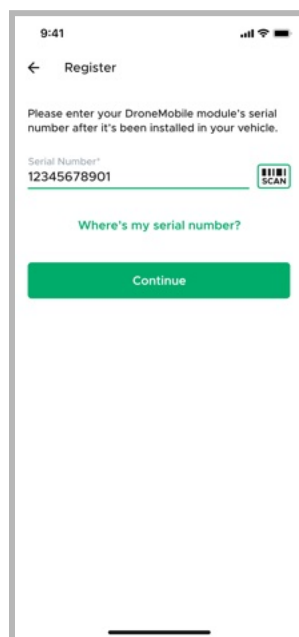 9:41
Register
Please enter your DroneMobile module's serial
number after it's been installed in your vehicle.
Serial Number*
12345678901
SCAN
Where's my serial number?
Continue